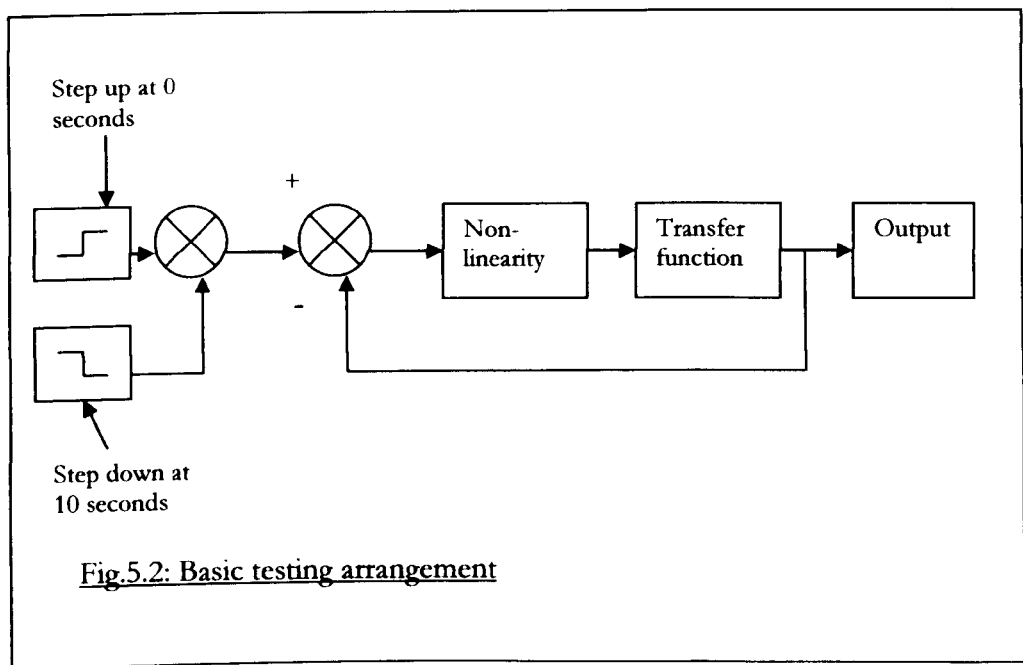 Step up at 0
seconds
+
Non-
linearity
Transfer
function
Output
-
Step down at
10 seconds
Fig.5.2: Basic testing arrangement